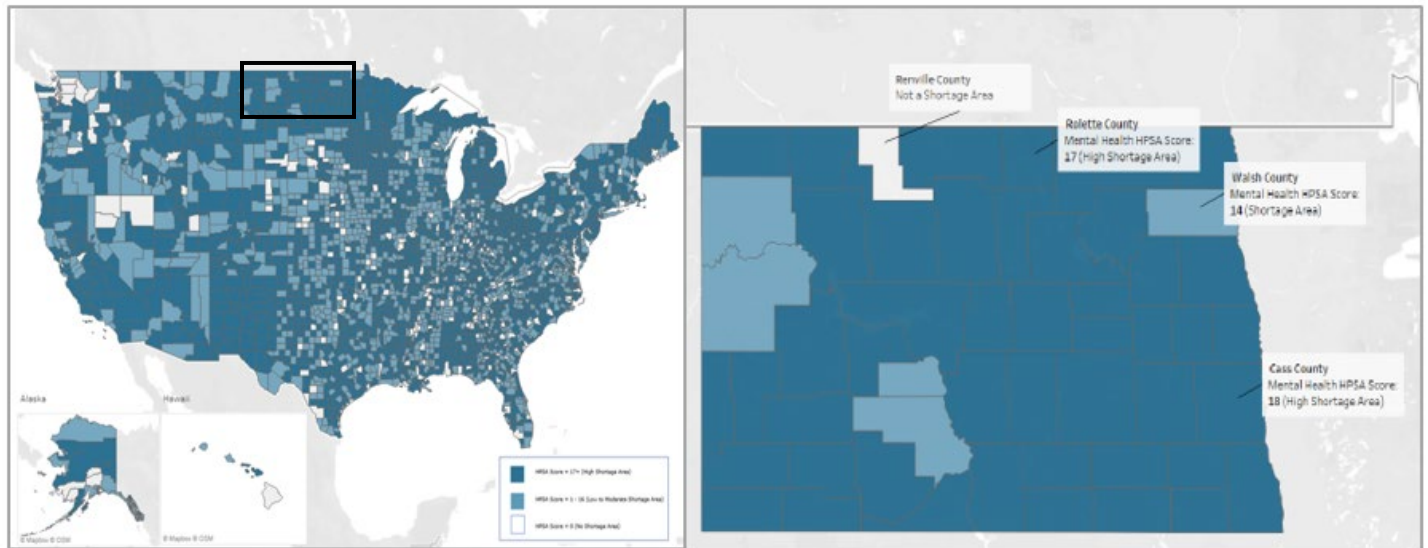 Alaska
Hawaii
© Mapbox © OSM
© Mapbox © OSM
HPSA Score = 17+ (High Shortage Area)
HPSA Score = 1 - 16 (Low to Moderate Shortage Area)
HPSA Score = 0 (No Shortage Area)
Renville County
Not a Shortage Area
Rolette County
Mental Health HPSA Score:
17 (High Shortage Area)
Walsh County
Mental Health HPSA Score:
14 (Shortage Area)
Cass County
Mental Health HPSA Score:
18 (High Shortage Area)